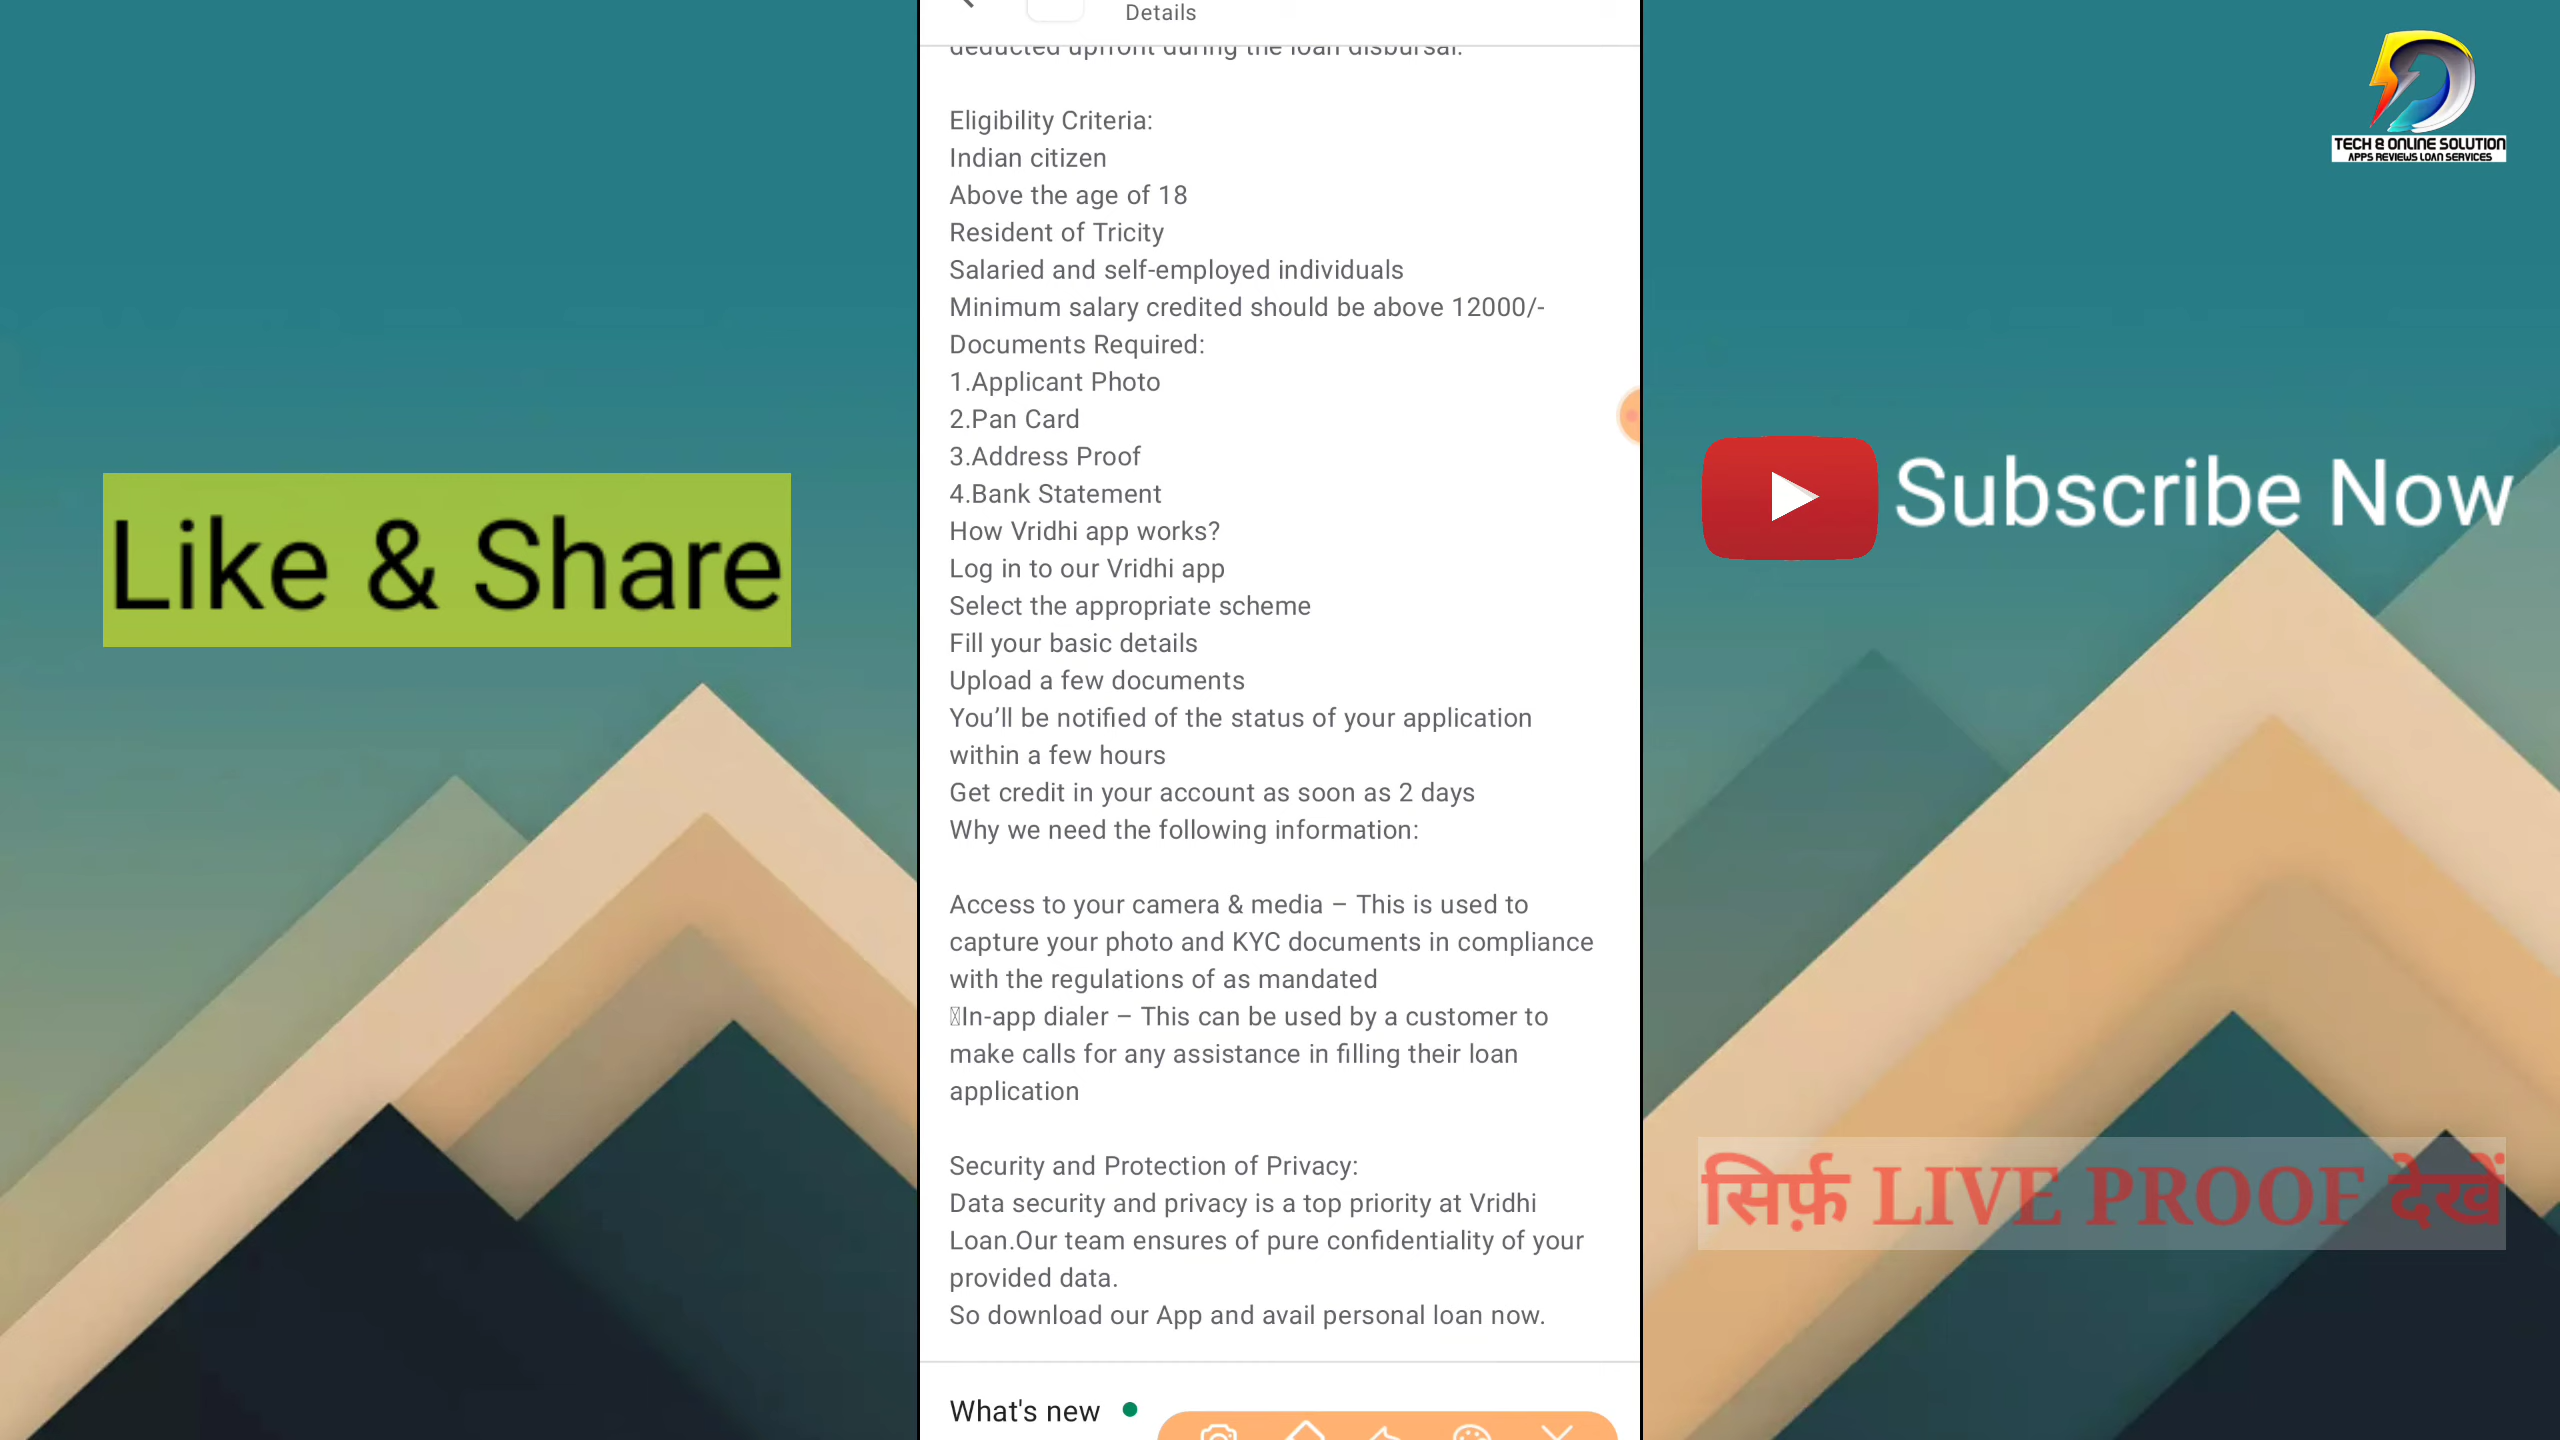 Details
deducted upfront during the loan disbursal.
Eligibility Criteria:
Indian citizen
Above the age of 18
Resident of Tricity
Salaried and self-employed individuals
Minimum salary credited should be above 12000/-
Documents Required:
1.Applicant Photo
2.Pan Card
3.Address Proof
4.Bank Statement
How Vridhi app works?
Log in to our Vridhi app
Select the appropriate scheme
Fill your basic details
Upload a few documents
You’ll be notified of the status of your application
within a few hours
Get credit in your account as soon as 2 days
Why we need the following information:
Access to your camera & media – This is used to
capture your photo and KYC documents in compliance
with the regulations of as mandated
In-app dialer – This can be used by a customer to
make calls for any assistance in filling their loan
application
Security and Protection of Privacy:
Data security and privacy is a top priority at Vridhi
Loan.Our team ensures of pure confidentiality of your
provided data.
So download our App and avail personal loan now.
What's new
Like & Share
TECH & ONLINE SOLUTION
APPS REVIEWS LOAN SERVICES
Subscribe Now
सिर्फ़ LIVE PROOF देखें